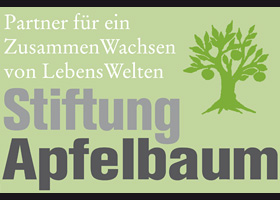 Partner für ein
ZusammenWachsen
von LebensWelten
Stiftung
Apfelbaum